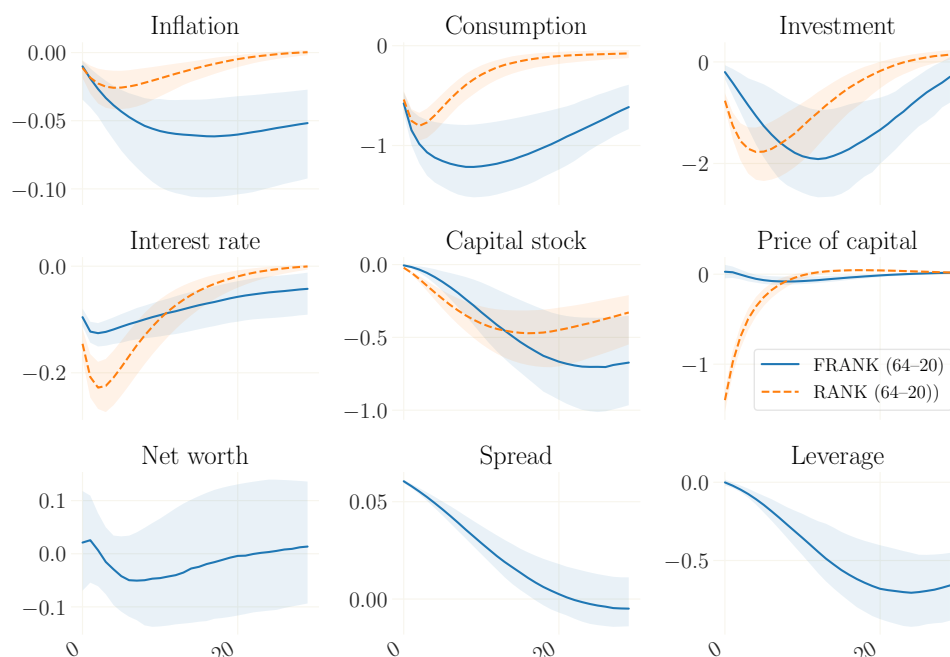 Inflation Consumption Investment
0.00 0 0
−0.05 −1 −2
−0.10
Interest rate Capital stock Price of capital
0.0 0.0 0
−0.2 −0.5 −1
−1.0
FRANK (64–20)
RANK (64–20))
Net worth Spread Leverage
0.1 0.05 0.0
0.0 0.00 −0.5
−0.1
0 20 0 20 0 20